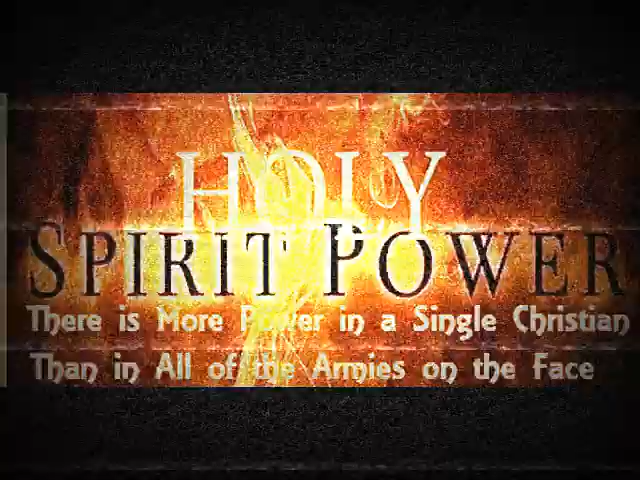 HOLY
SPIRIT POWER
There is More Power in a Single Christian
Than in All of the Armies on the Face